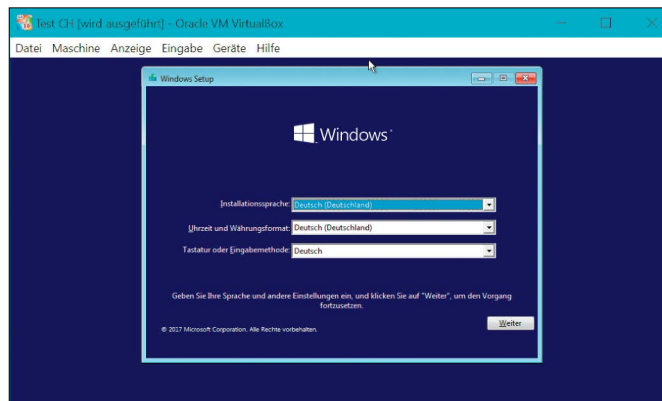 Test CH [wird ausgeführt] - Oracle VM VirtualBox
Datei Maschine Anzeige Eingabe Geräte Hilfe
Windows Setup
Windows
Installationssprache: Deutsch (Deutschland)
Uhrzeit und Währungsformat: Deutsch (Deutschland)
Tastatur oder Eingabemethode: Deutsch
Geben Sie Ihre Sprache und andere Einstellungen ein, und klicken Sie auf "Weiter", um den Vorgang
fortzusetzen.
Weiter
© 2017 Microsoft Corporation. Alle Rechte vorbehalten.